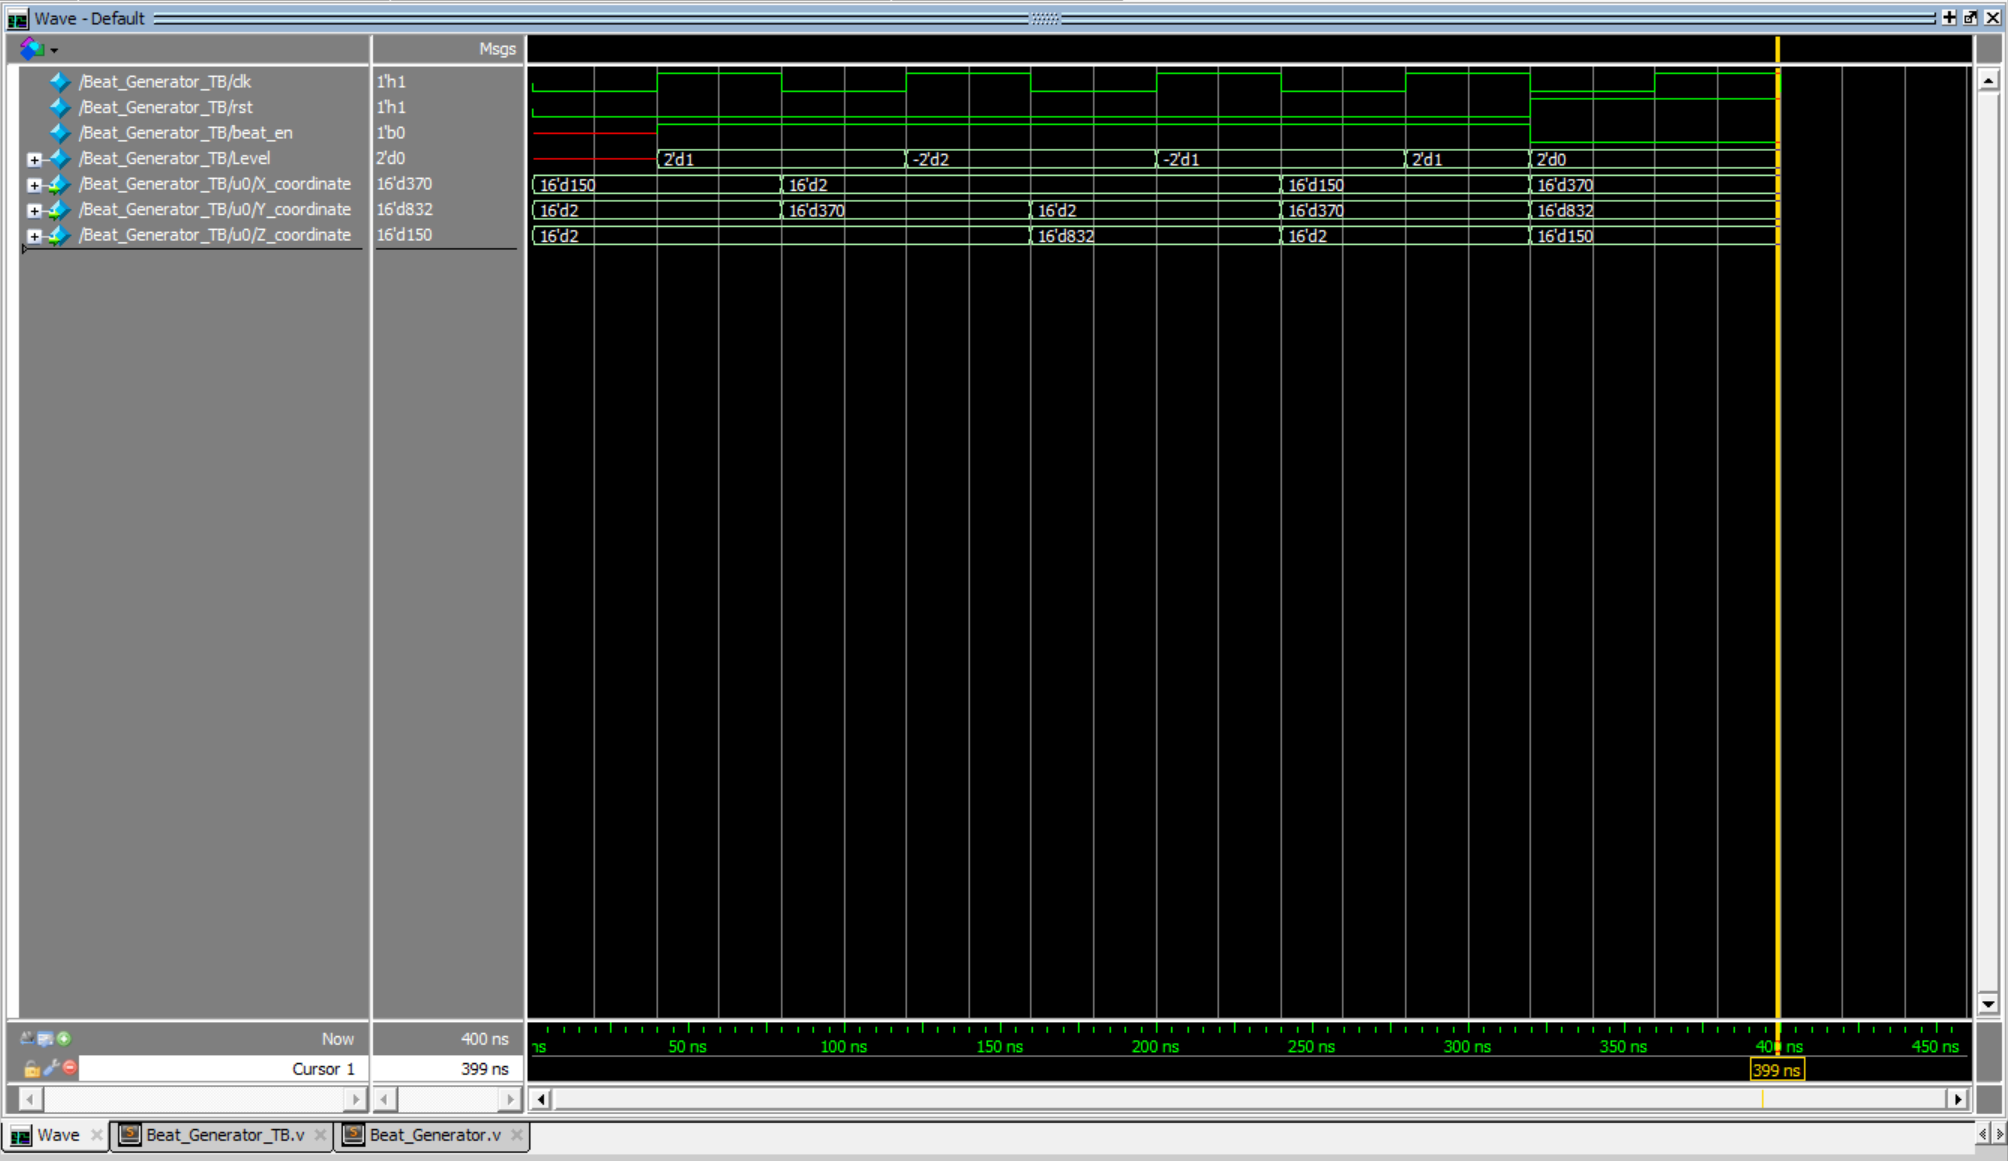 Wave - Default
Msgs
/Beat_Generator_TB/clk 1'h1
/Beat_Generator_TB/rst 1'h1
/Beat_Generator_TB/beat_en 1'b0
/Beat_Generator_TB/Level 2'd0 2'd1 -2'd2 -2'd1 2'd1 2'd0
/Beat_Generator_TB/u0/X_coordinate 16'd370 16'd150 16'd2 16'd150 16'd370
/Beat_Generator_TB/u0/Y_coordinate 16'd832 16'd2 16'd370 16'd2 16'd370 16'd832
/Beat_Generator_TB/u0/Z_coordinate 16'd150 16'd2 16'd832 16'd2 16'd150
Now 400 ns ns 50 ns 100 ns 150 ns 200 ns 250 ns 300 ns 350 ns 400 ns 450 ns
Cursor 1 399 ns 399 ns
Wave Beat_Generator_TB.v Beat_Generator.v